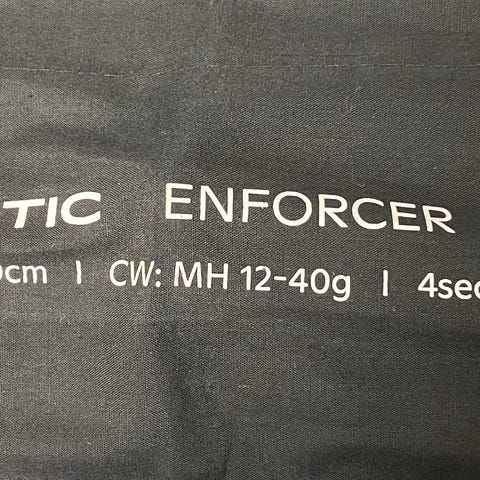 TIC ENFORCER
cm | CW: MH 12-40g | 4sec